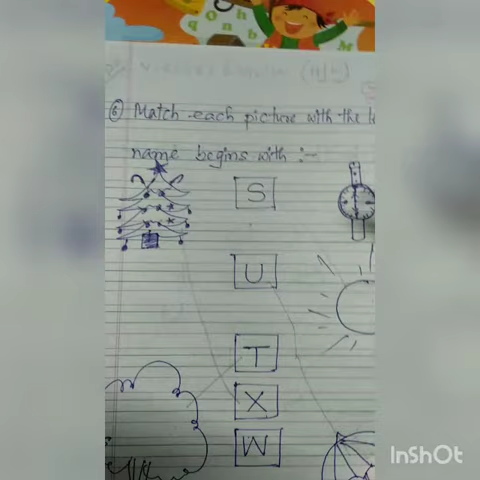 O h
q n b
M
⑥ Match each picture with the
name begins with :-
S
U
T
X
W
InShOt